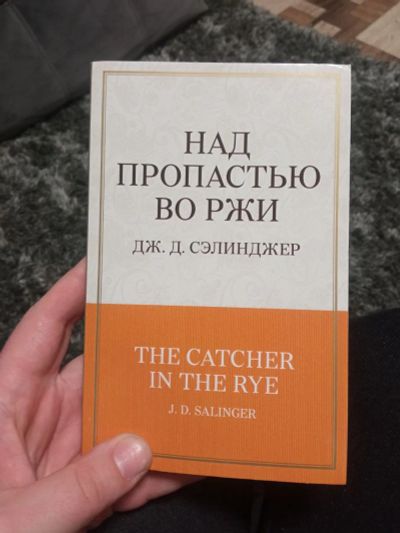 НАД
ПРОПАСТЬЮ
ВО РЖИ
ДЖ. Д. СЭЛИНДЖЕР
THE CATCHER
IN THE RYE
J. D. SALINGER